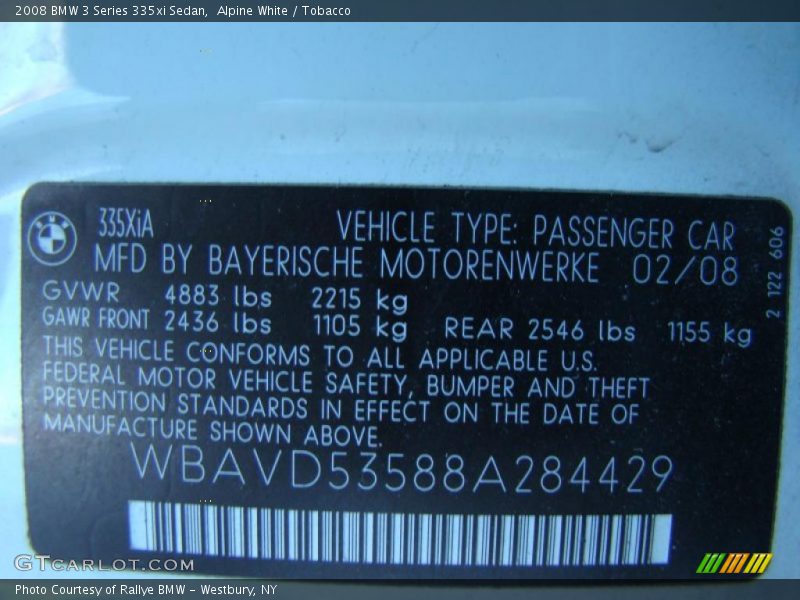 2008 BMW 3 Series 335xi Sedan,  Alpine White / Tobacco
335XiA VEHICLE TYPE: PASSENGER CAR
MFD BY BAYERISCHE MOTORENWERKE 02/08
GVWR 4883 lbs 2215 kg
GAWR FRONT 2436 lbs 1105 kg REAR 2546 lbs 1155 kg
THIS VEHICLE CONFORMS TO ALL APPLICABLE U.S.
FEDERAL MOTOR VEHICLE SAFETY, BUMPER AND THEFT
PREVENTION STANDARDS IN EFFECT ON THE DATE OF
MANUFACTURE SHOWN ABOVE.
WBAVD53588A284429
2 122 606
GTCARLOT.COM
Photo Courtesy of Rallye BMW - Westbury, NY